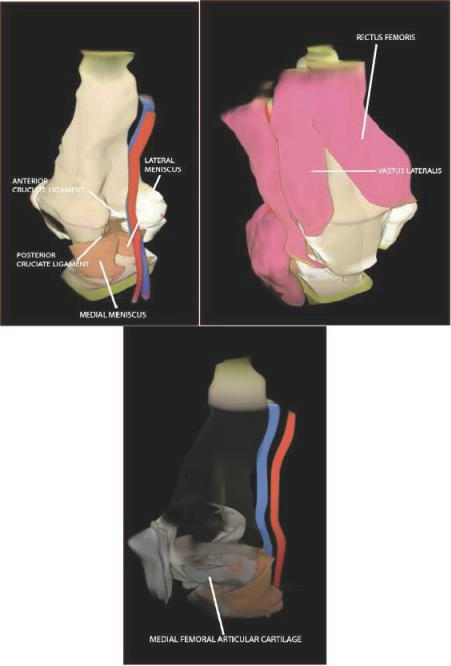 RECTUS FEMORIS
LATERAL
MENISCUS
VASTUS LATERALIS
ANTERIOR
CRUCIATE LIGAMENT
POSTERIOR
CRUCIATE LIGAMENT
MEDIAL MENISCUS
MEDIAL FEMORAL ARTICULAR CARTILAGE